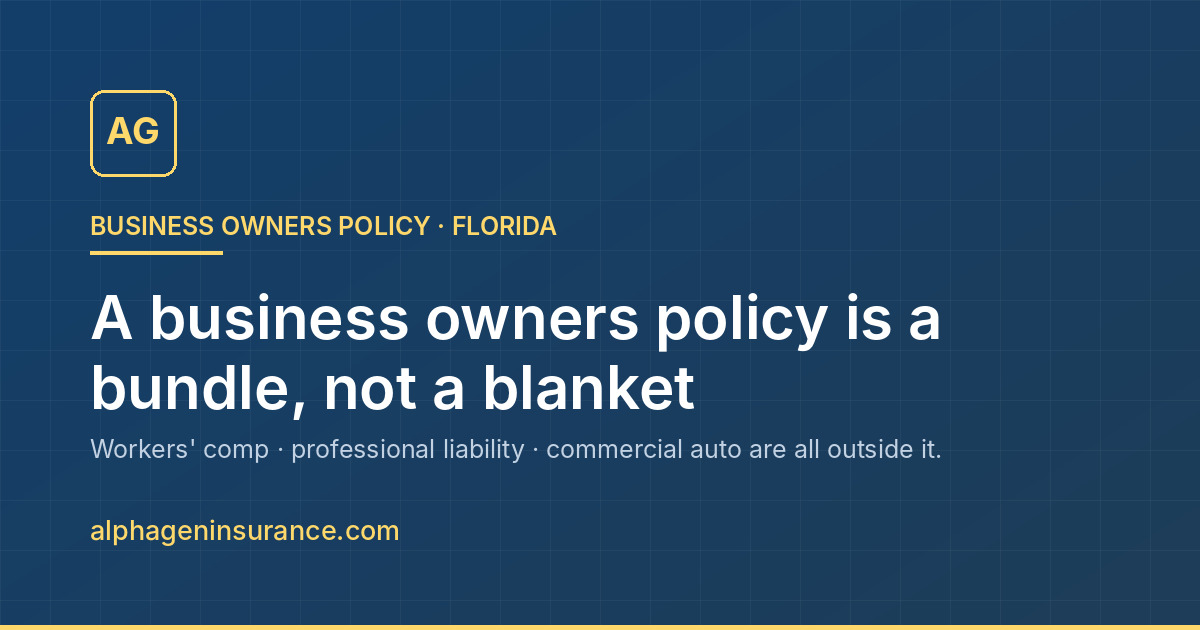 AG
BUSINESS OWNERS POLICY · FLORIDA
A business owners policy is a
bundle, not a blanket
Workers' comp · professional liability · commercial auto are all outside it.
alphageninsurance.com